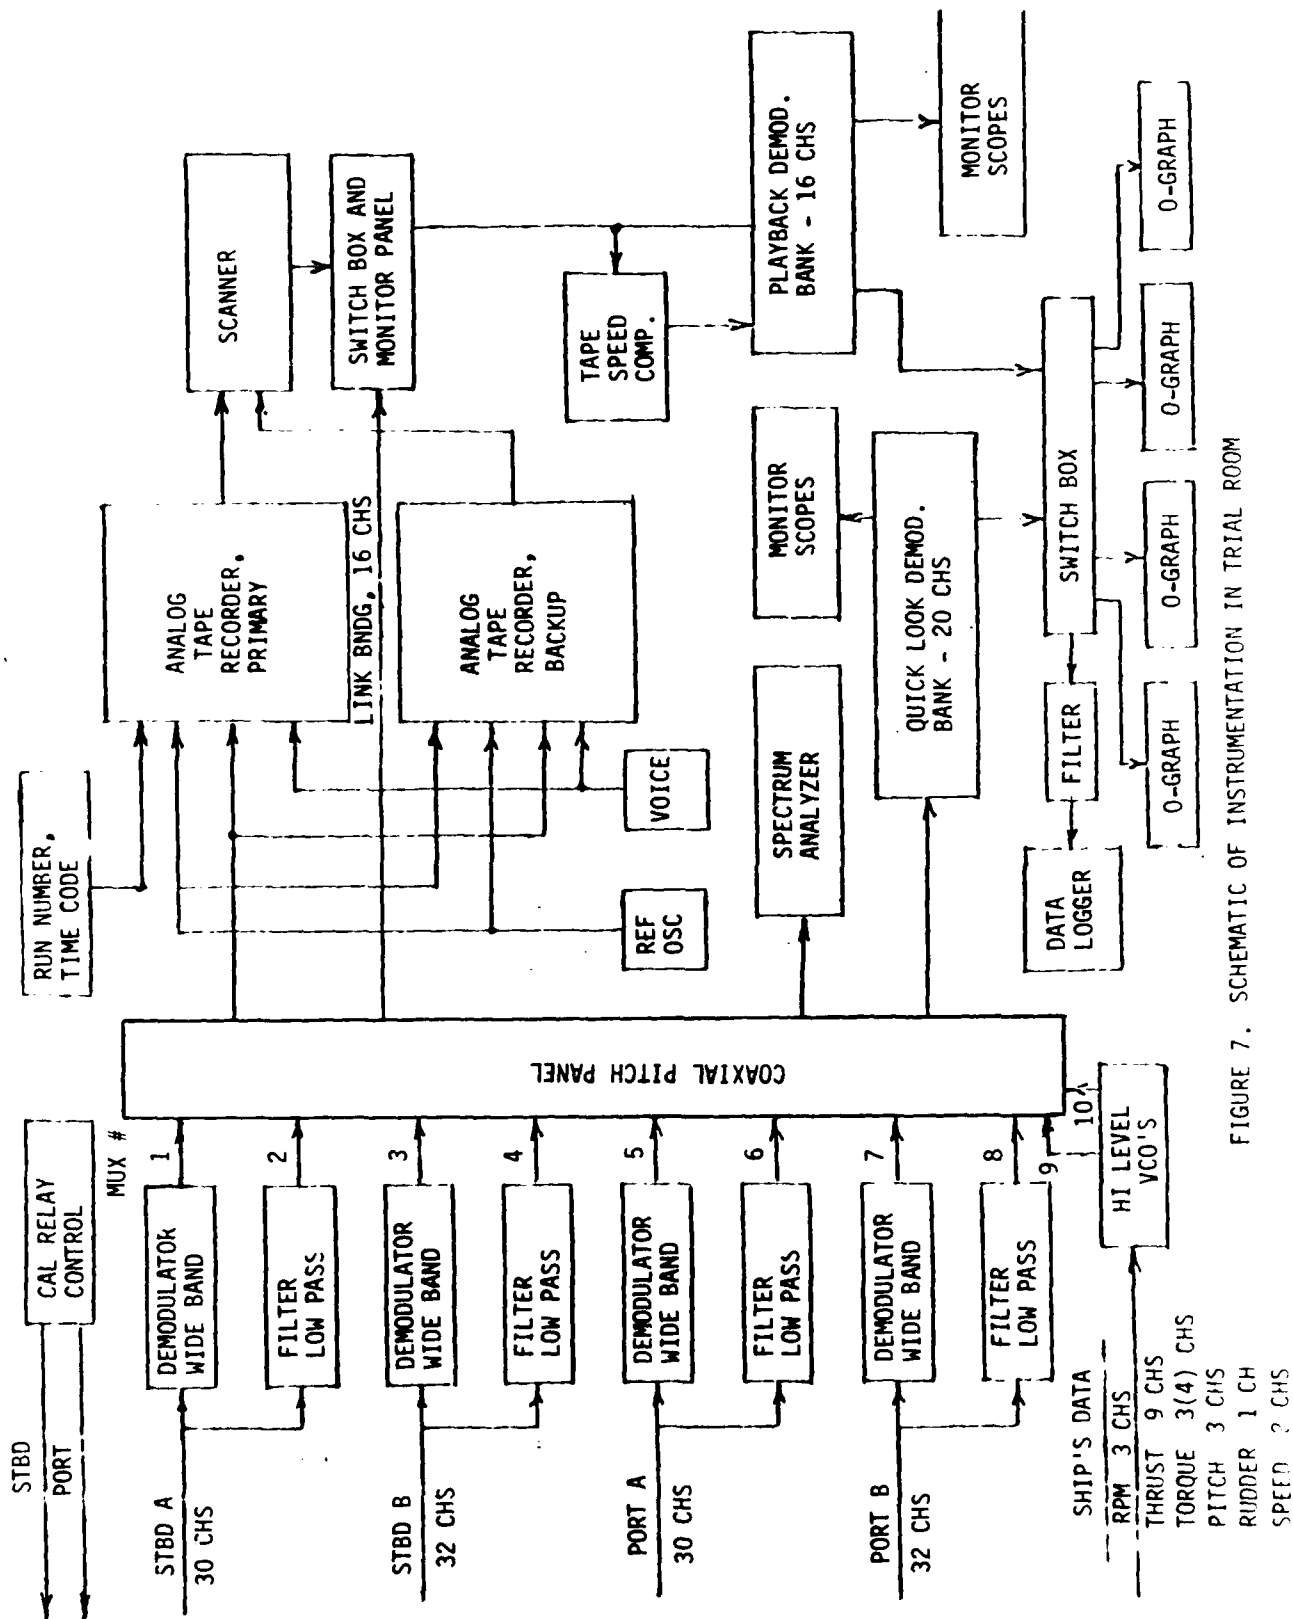 STBD
PORT
CAL RELAY
CONTROL
RUN NUMBER,
TIME CODE
MUX #
STBD A
30 CHS
DEMODULATOR
WIDE BAND
1
FILTER
LOW PASS
2
STBD B
32 CHS
DEMODULATOR
WIDE BAND
3
FILTER
LOW PASS
4
PORT A
30 CHS
DEMODULATOR
WIDE BAND
5
FILTER
LOW PASS
6
PORT B
32 CHS
DEMODULATOR
WIDE BAND
7
FILTER
LOW PASS
8
9
10
SHIP'S DATA
RPM 3 CHS
THRUST 9 CHS
TORQUE 3(4) CHS
PITCH 3 CHS
RUDDER 1 CH
SPEED CHS
HI LEVEL
VCO'S
COAXIAL PITCH PANEL
ANALOG
TAPE
RECORDER,
PRIMARY
LINK BNDG, 16 CHS
ANALOG
TAPE
RECORDER,
BACKUP
REF
OSC
VOICE
SCANNER
SWITCH BOX AND
MONITOR PANEL
TAPE
SPEED
COMP.
PLAYBACK DEMOD.
BANK - 16 CHS
MONITOR
SCOPES
SPECTRUM
ANALYZER
MONITOR
SCOPES
QUICK LOOK DEMOD.
BANK - 20 CHS
DATA
LOGGER
FILTER
SWITCH BOX
O-GRAPH
O-GRAPH
O-GRAPH
O-GRAPH
FIGURE 7. SCHEMATIC OF INSTRUMENTATION IN TRIAL ROOM